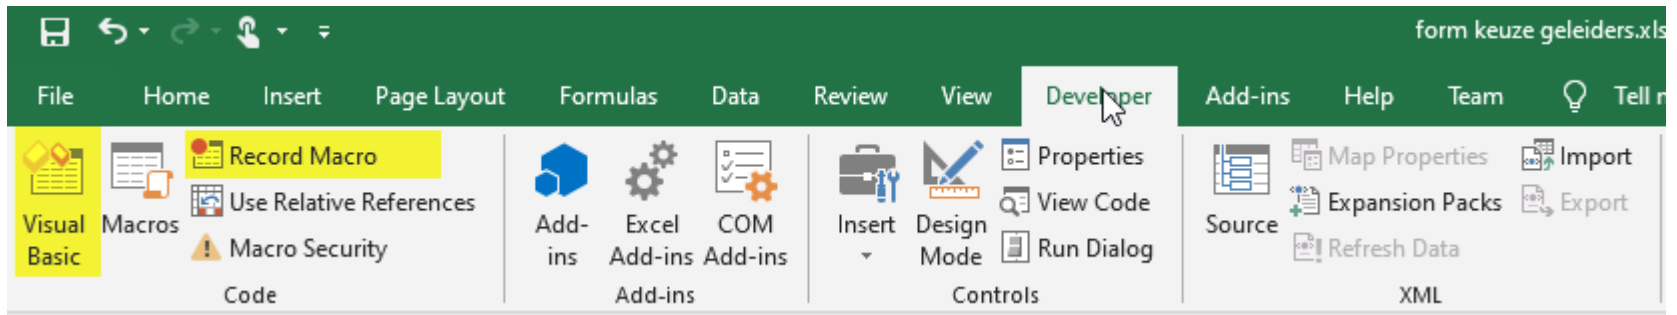 form keuze geleiders.xls
File Home Insert Page Layout Formulas Data Review View Developer Add-ins Help Team Tell
Visual Basic
Macros
Record Macro
Use Relative References
Macro Security
Code
Add-ins
Excel Add-ins
COM Add-ins
Add-ins
Insert
Design Mode
Properties
View Code
Run Dialog
Controls
Source
Map Properties
Expansion Packs
Refresh Data
Import
Export
XML